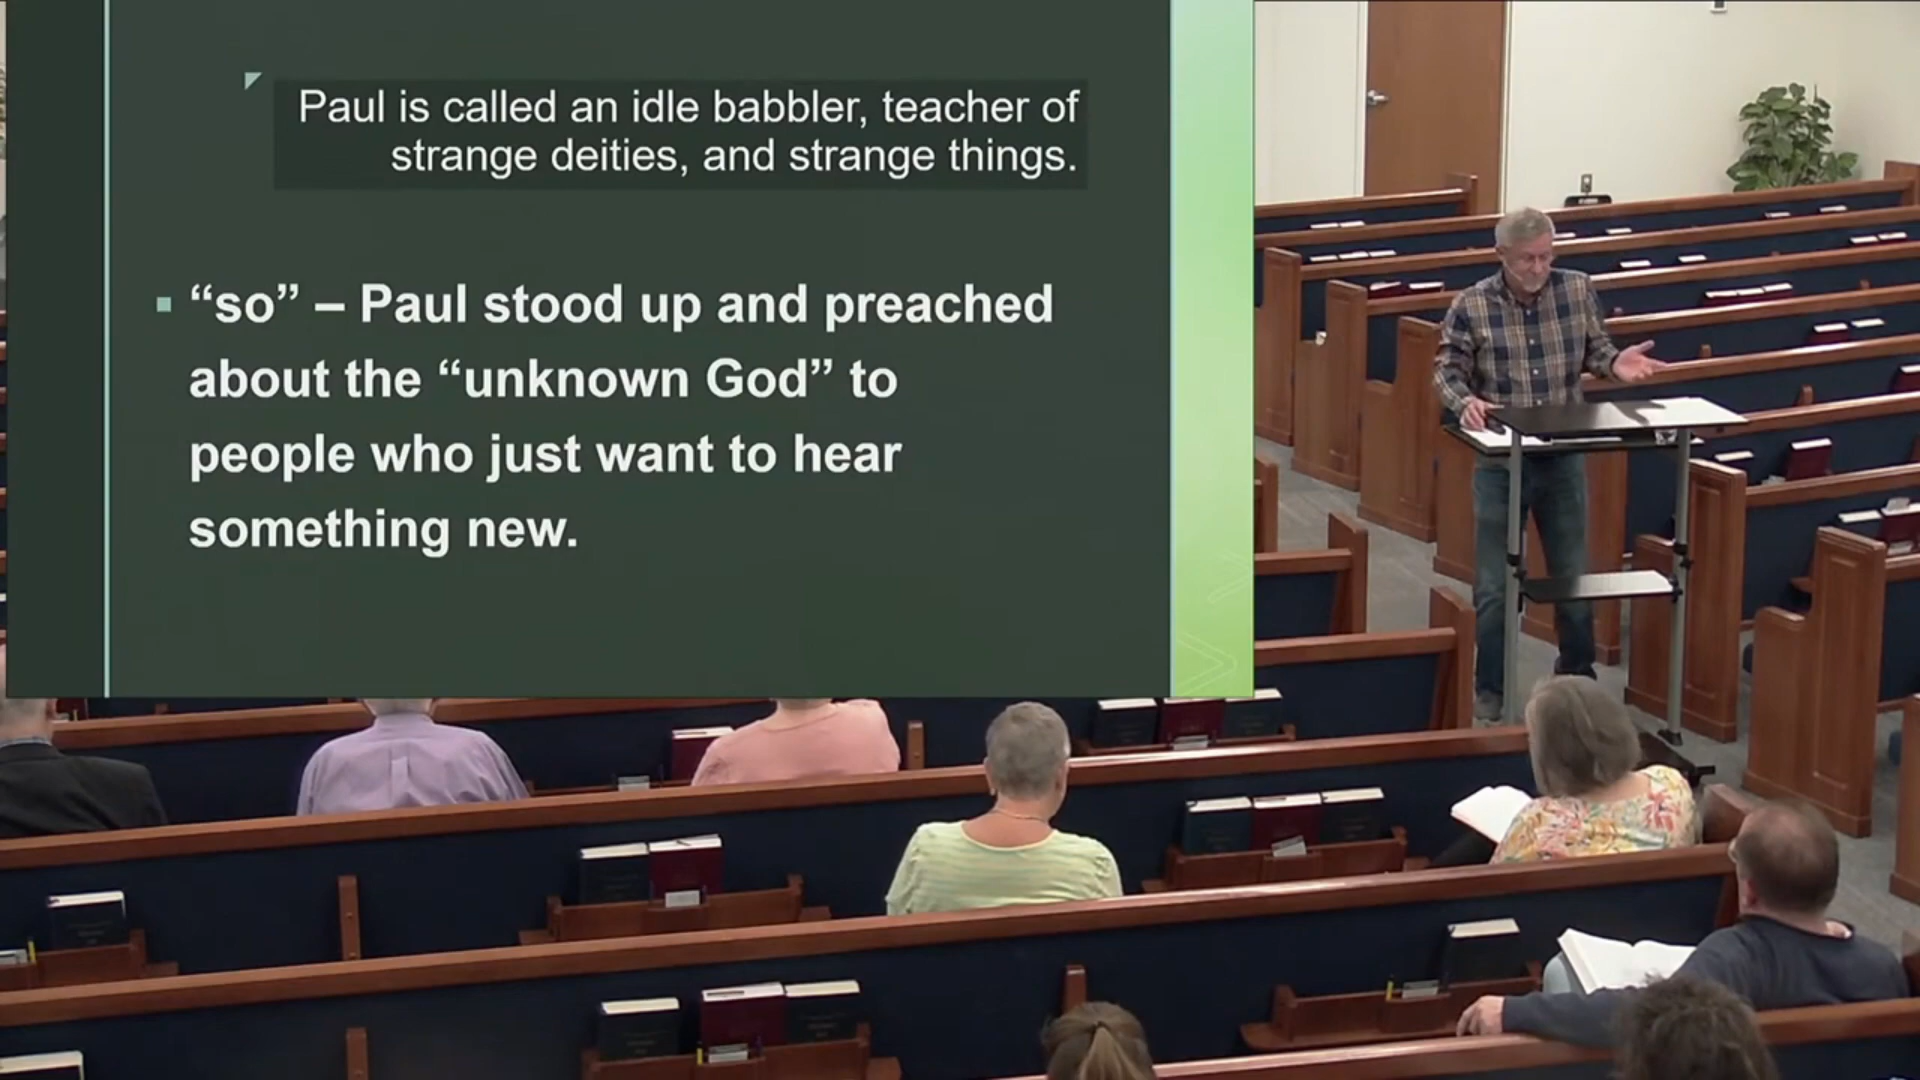 Paul is called an idle babbler, teacher of
strange deities, and strange things.
“so” – Paul stood up and preached
about the “unknown God” to
people who just want to hear
something new.